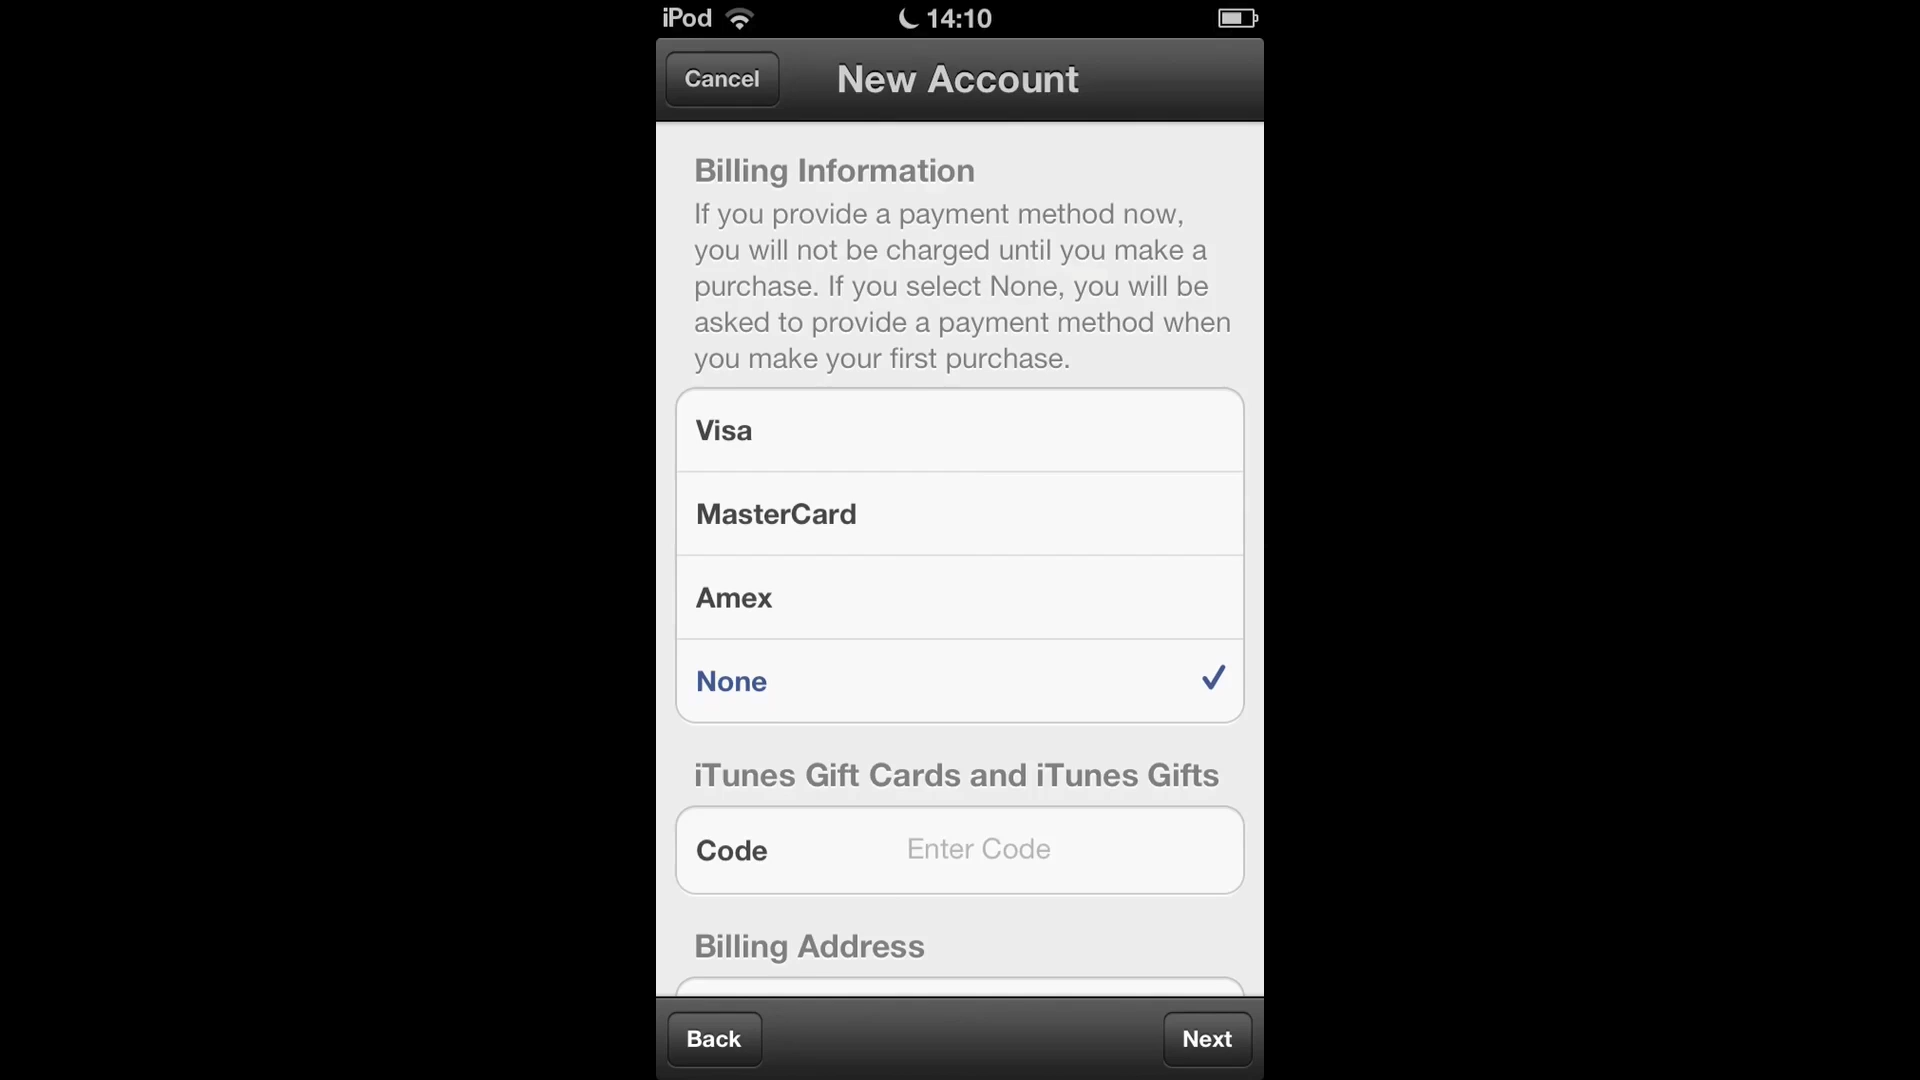 iPod
14:10
Cancel
New Account
Billing Information
If you provide a payment method now,
you will not be charged until you make a
purchase. If you select None, you will be
asked to provide a payment method when
you make your first purchase.
Visa
MasterCard
Amex
None
iTunes Gift Cards and iTunes Gifts
Code
Enter Code
Billing Address
Back
Next